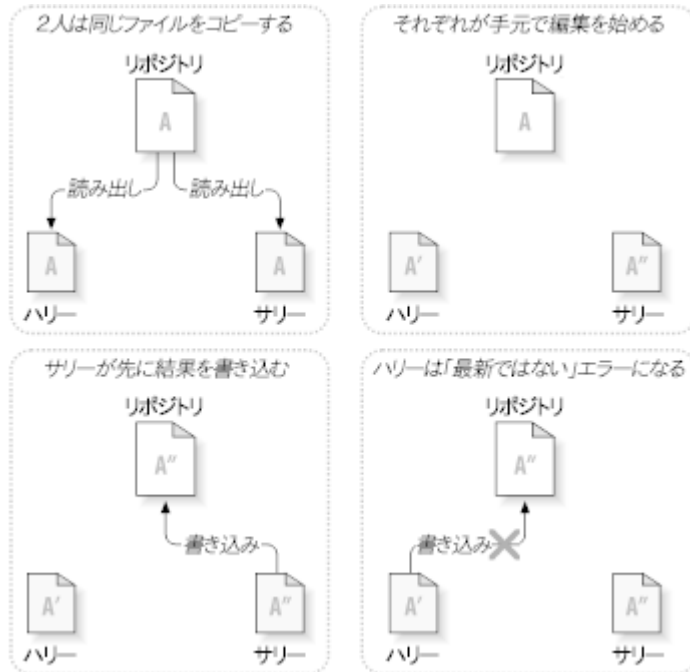 2人は同じファイルをコピーする
リポジトリ
A
読み出し
読み出し
A
A
ハリー
サリー
それぞれが手元で編集を始める
リポジトリ
A
A′
A″
ハリー
サリー
サリーが先に結果を書き込む
リポジトリ
A″
書き込み
A′
A″
ハリー
サリー
ハリーは「最新ではない」エラーになる
リポジトリ
A″
書き込み
A′
A″
ハリー
サリー